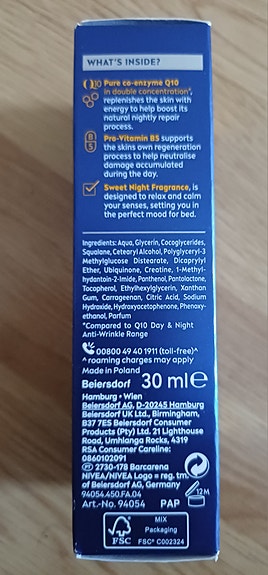 WHAT'S INSIDE?
Q10 Pure co-enzyme Q10
in double concentration*,
replenishes the skin with
energy to help boost its
natural nightly repair
process.
B5 Pro-Vitamin B5 supports
the skins own regeneration
process to help neutralise
damage accumulated
during the day.
Sweet Night Fragrance, is
designed to relax and calm
your senses, setting you in
the perfect mood for bed.
Ingredients: Aqua, Glycerin, Cocoglycerides,
Squalane, Cetearyl Alcohol, Polyglyceryl-3
Methylglucose Distearate, Dicaprylyl
Ether, Ubiquinone, Creatine, 1-Methyl-
hydantoin-2-Imide, Panthenol, Pantolactone,
Tocopherol, Ethylhexylglycerin, Xanthan
Gum, Carrageenan, Citric Acid, Sodium
Hydroxide, Hydroxyacetophenone, Phenoxy-
ethanol, Parfum
*Compared to Q10 Day & Night
Anti-Wrinkle Range
00800 49 40 1911 (toll-free)^
^ roaming charges may apply
Made in Poland
Beiersdorf 30 ml e
Hamburg • Wien
Beiersdorf AG, D-20245 Hamburg
Beiersdorf UK Ltd., Birmingham,
B37 7ES Beiersdorf Consumer
Products (Pty) Ltd. 21 Lighthouse
Road, Umhlanga Rocks, 4319
RSA Consumer Careline:
0860102091
PT 2730-178 Barcarena
NIVEA/NIVEA Logo = reg. tm.
of Beiersdorf AG, Germany
94054.450.FA.04 12M
Art.-No. 94054 PAP
FSC
MIX
Packaging
FSC® C002324